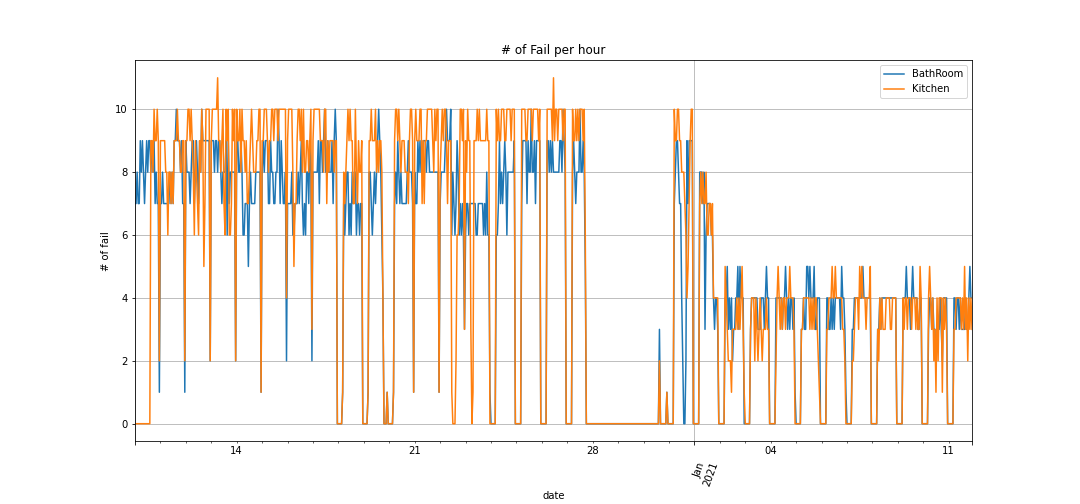 # of Fail per hour
BathRoom
Kitchen
# of fail
10
8
6
4
2
0
14
21
28
Jan
2021
04
11
date